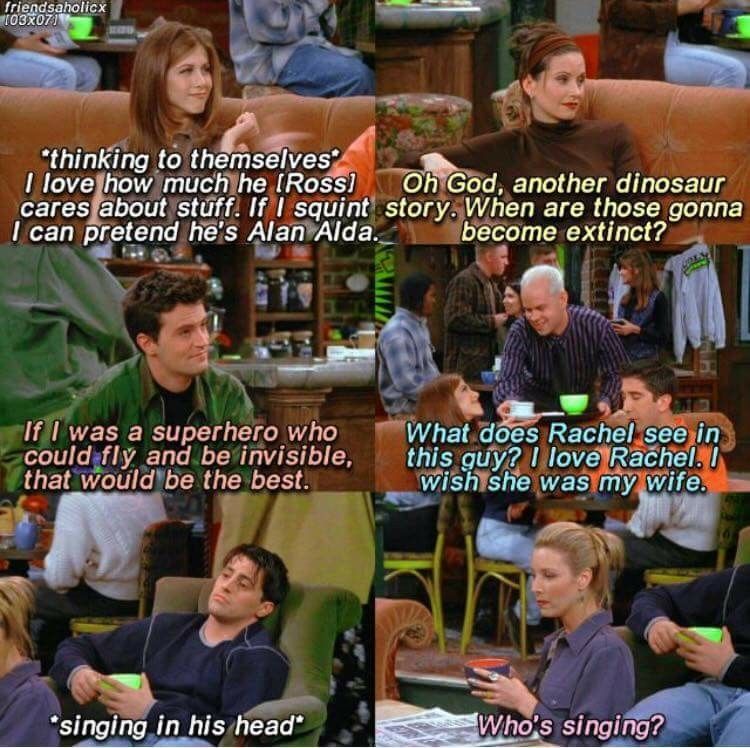 friendsaholicx
[03X07]
*thinking to themselves*
I love how much he [Ross]
cares about stuff. If I squint
I can pretend he's Alan Alda.
Oh God, another dinosaur
story. When are those gonna
become extinct?
If I was a superhero who
could fly and be invisible,
that would be the best.
What does Rachel see in
this guy? I love Rachel. I
wish she was my wife.
*singing in his head*
Who's singing?